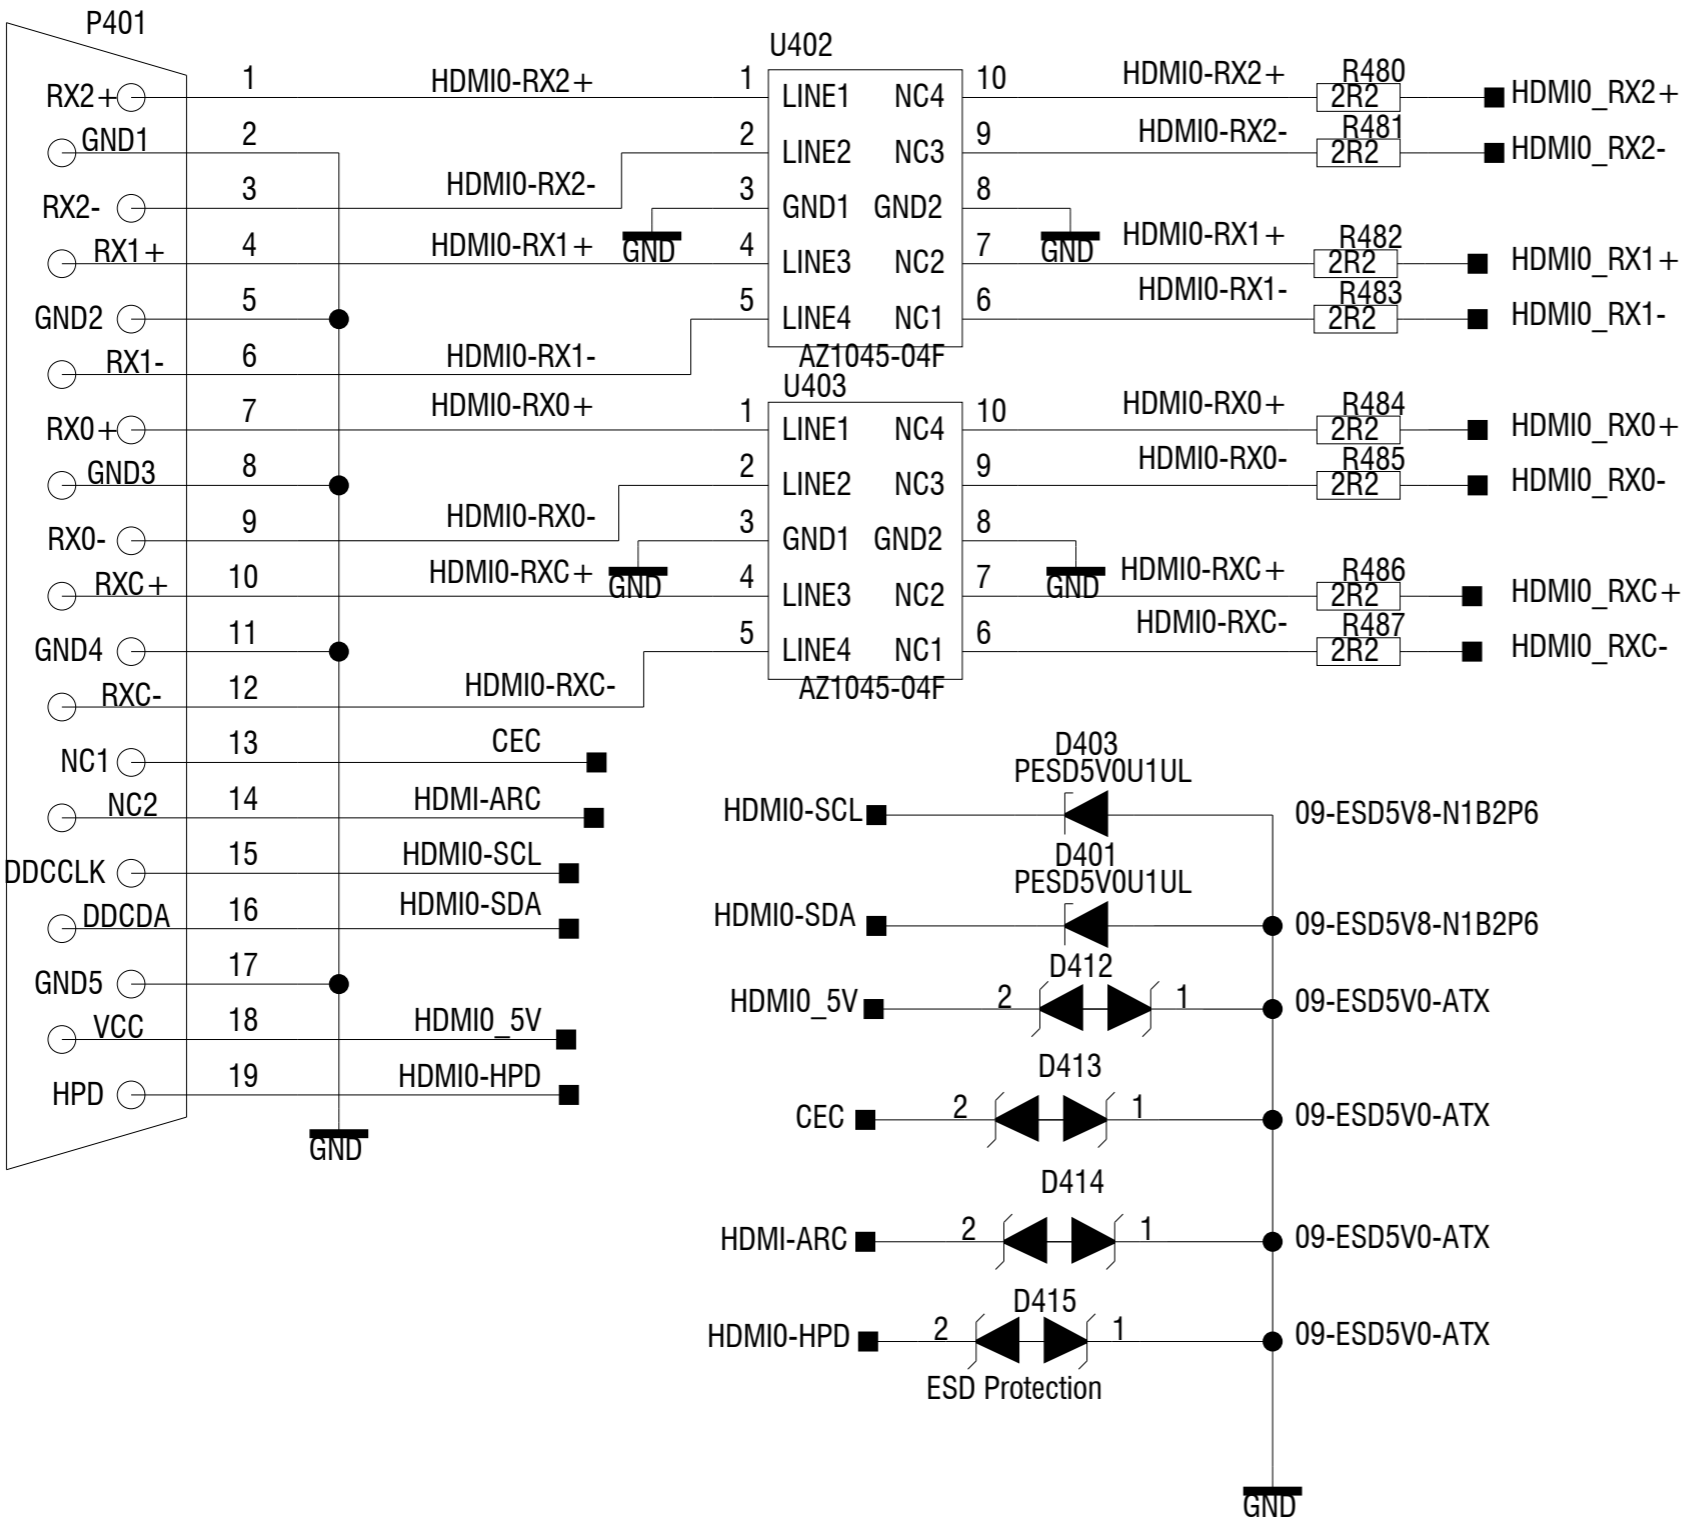 P401
RX2+ 1 HDMI0-RX2+
GND1 2
RX2- 3 HDMI0-RX2-
RX1+ 4 HDMI0-RX1+
GND2 5
RX1- 6 HDMI0-RX1-
RX0+ 7 HDMI0-RX0+
GND3 8
RX0- 9 HDMI0-RX0-
RXC+ 10 HDMI0-RXC+
GND4 11
RXC- 12 HDMI0-RXC-
NC1 13 CEC
NC2 14 HDMI-ARC
DDCCLK 15 HDMI0-SCL
DDCDA 16 HDMI0-SDA
GND5 17
VCC 18 HDMI0_5V
HPD 19 HDMI0-HPD
GND
U402
1 LINE1 NC4 10 HDMI0-RX2+ R480 2R2 HDMI0_RX2+
2 LINE2 NC3 9 HDMI0-RX2- R481 2R2 HDMI0_RX2-
3 GND1 GND2 8
GND GND
4 LINE3 NC2 7 HDMI0-RX1+ R482 2R2 HDMI0_RX1+
5 LINE4 NC1 6 HDMI0-RX1- R483 2R2 HDMI0_RX1-
AZ1045-04F
U403
1 LINE1 NC4 10 HDMI0-RX0+ R484 2R2 HDMI0_RX0+
2 LINE2 NC3 9 HDMI0-RX0- R485 2R2 HDMI0_RX0-
3 GND1 GND2 8
GND GND
4 LINE3 NC2 7 HDMI0-RXC+ R486 2R2 HDMI0_RXC+
5 LINE4 NC1 6 HDMI0-RXC- R487 2R2 HDMI0_RXC-
AZ1045-04F
D403
PESD5V0U1UL
HDMI0-SCL 09-ESD5V8-N1B2P6
D401
PESD5V0U1UL
HDMI0-SDA 09-ESD5V8-N1B2P6
D412
HDMI0_5V 2 1 09-ESD5V0-ATX
D413
CEC 2 1 09-ESD5V0-ATX
D414
HDMI-ARC 2 1 09-ESD5V0-ATX
D415
HDMI0-HPD 2 1 09-ESD5V0-ATX
ESD Protection
GND